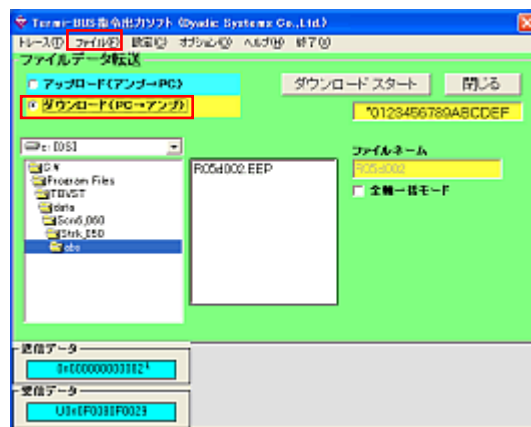 Termi-BUS指令出力ソフト (Dyadic Systems Co.,Ltd.)
トレース(T) ファイル(F) 設定(C) オプション(O) ヘルプ(H) 終了(X)
ファイルデータ転送
アップロード(アンプ→PC)
ダウンロード(PC→アンプ)
ダウンロードスタート 閉じる
"0123456789ABCDEF
c: [OS]
C:¥
Program Files
TBVST
data
abs
R05d002.EEP
ファイルネーム
R05d002
全軸一括モード
送信データ
受信データ